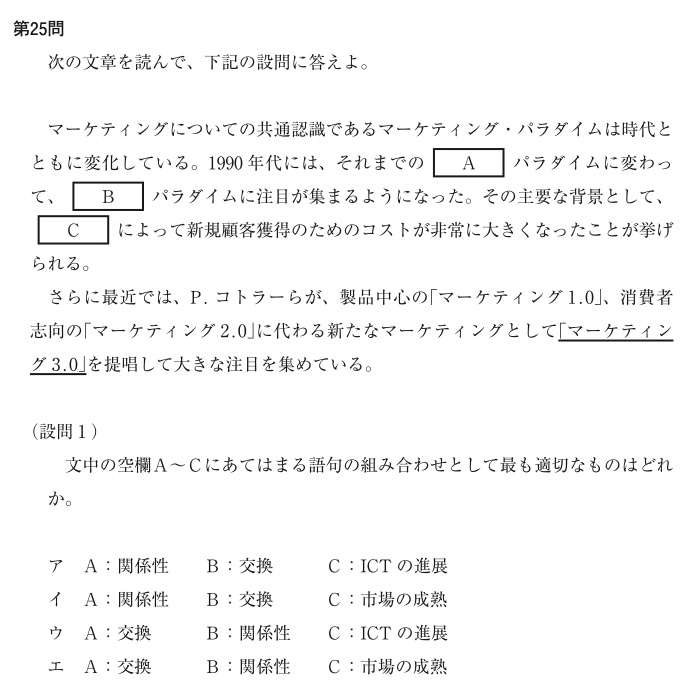 第25問
次の文章を読んで、下記の設問に答えよ。
マーケティングについての共通認識であるマーケティング・パラダイムは時代と
ともに変化している。1990 年代には、それまでの A パラダイムに変わっ
て、 B パラダイムに注目が集まるようになった。その主要な背景として、
C によって新規顧客獲得のためのコストが非常に大きくなったことが挙げ
られる。
さらに最近では、P. コトラーらが、製品中心の「マーケティング 1.0」、消費者
志向の「マーケティング 2.0」に代わる新たなマーケティングとして「マーケティン
グ 3.0」を提唱して大きな注目を集めている。
(設問 1 )
文中の空欄A〜Cにあてはまる語句の組み合わせとして最も適切なものはどれ
か。
ア A:関係性 B:交換 C:ICT の進展
イ A:関係性 B:交換 C:市場の成熟
ウ A:交換 B:関係性 C:ICT の進展
エ A:交換 B:関係性 C:市場の成熟